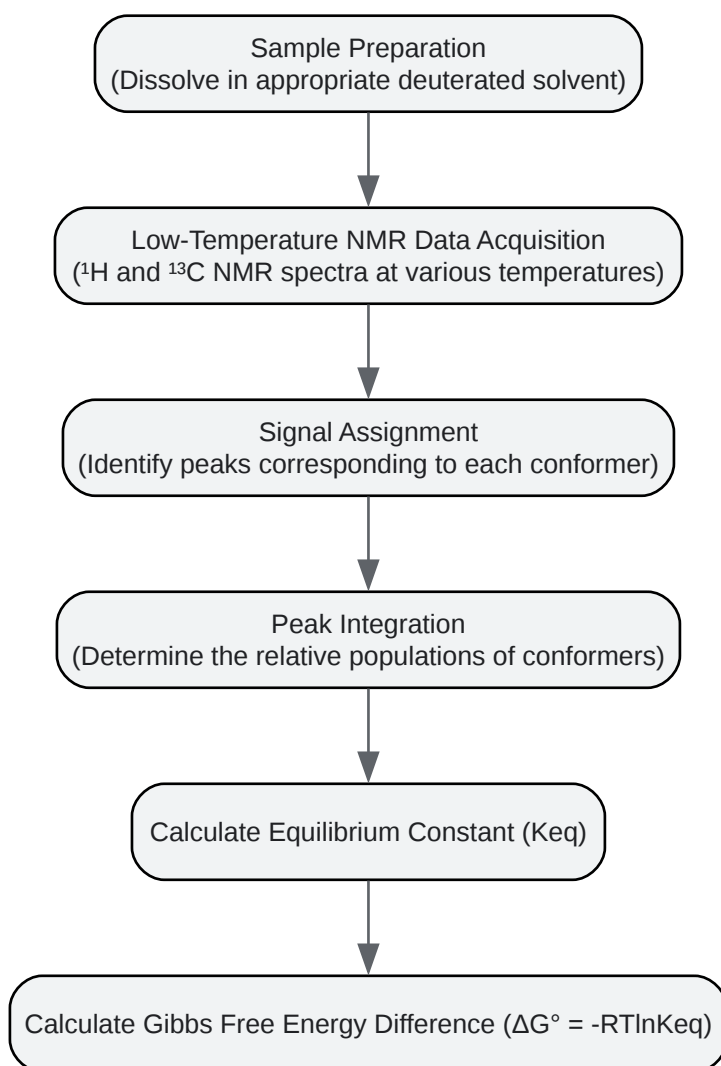 Sample Preparation
(Dissolve in appropriate deuterated solvent)
Low-Temperature NMR Data Acquisition
(¹H and ¹³C NMR spectra at various temperatures)
Signal Assignment
(Identify peaks corresponding to each conformer)
Peak Integration
(Determine the relative populations of conformers)
Calculate Equilibrium Constant (Keq)
Calculate Gibbs Free Energy Difference (ΔG° = -RTlnKeq)